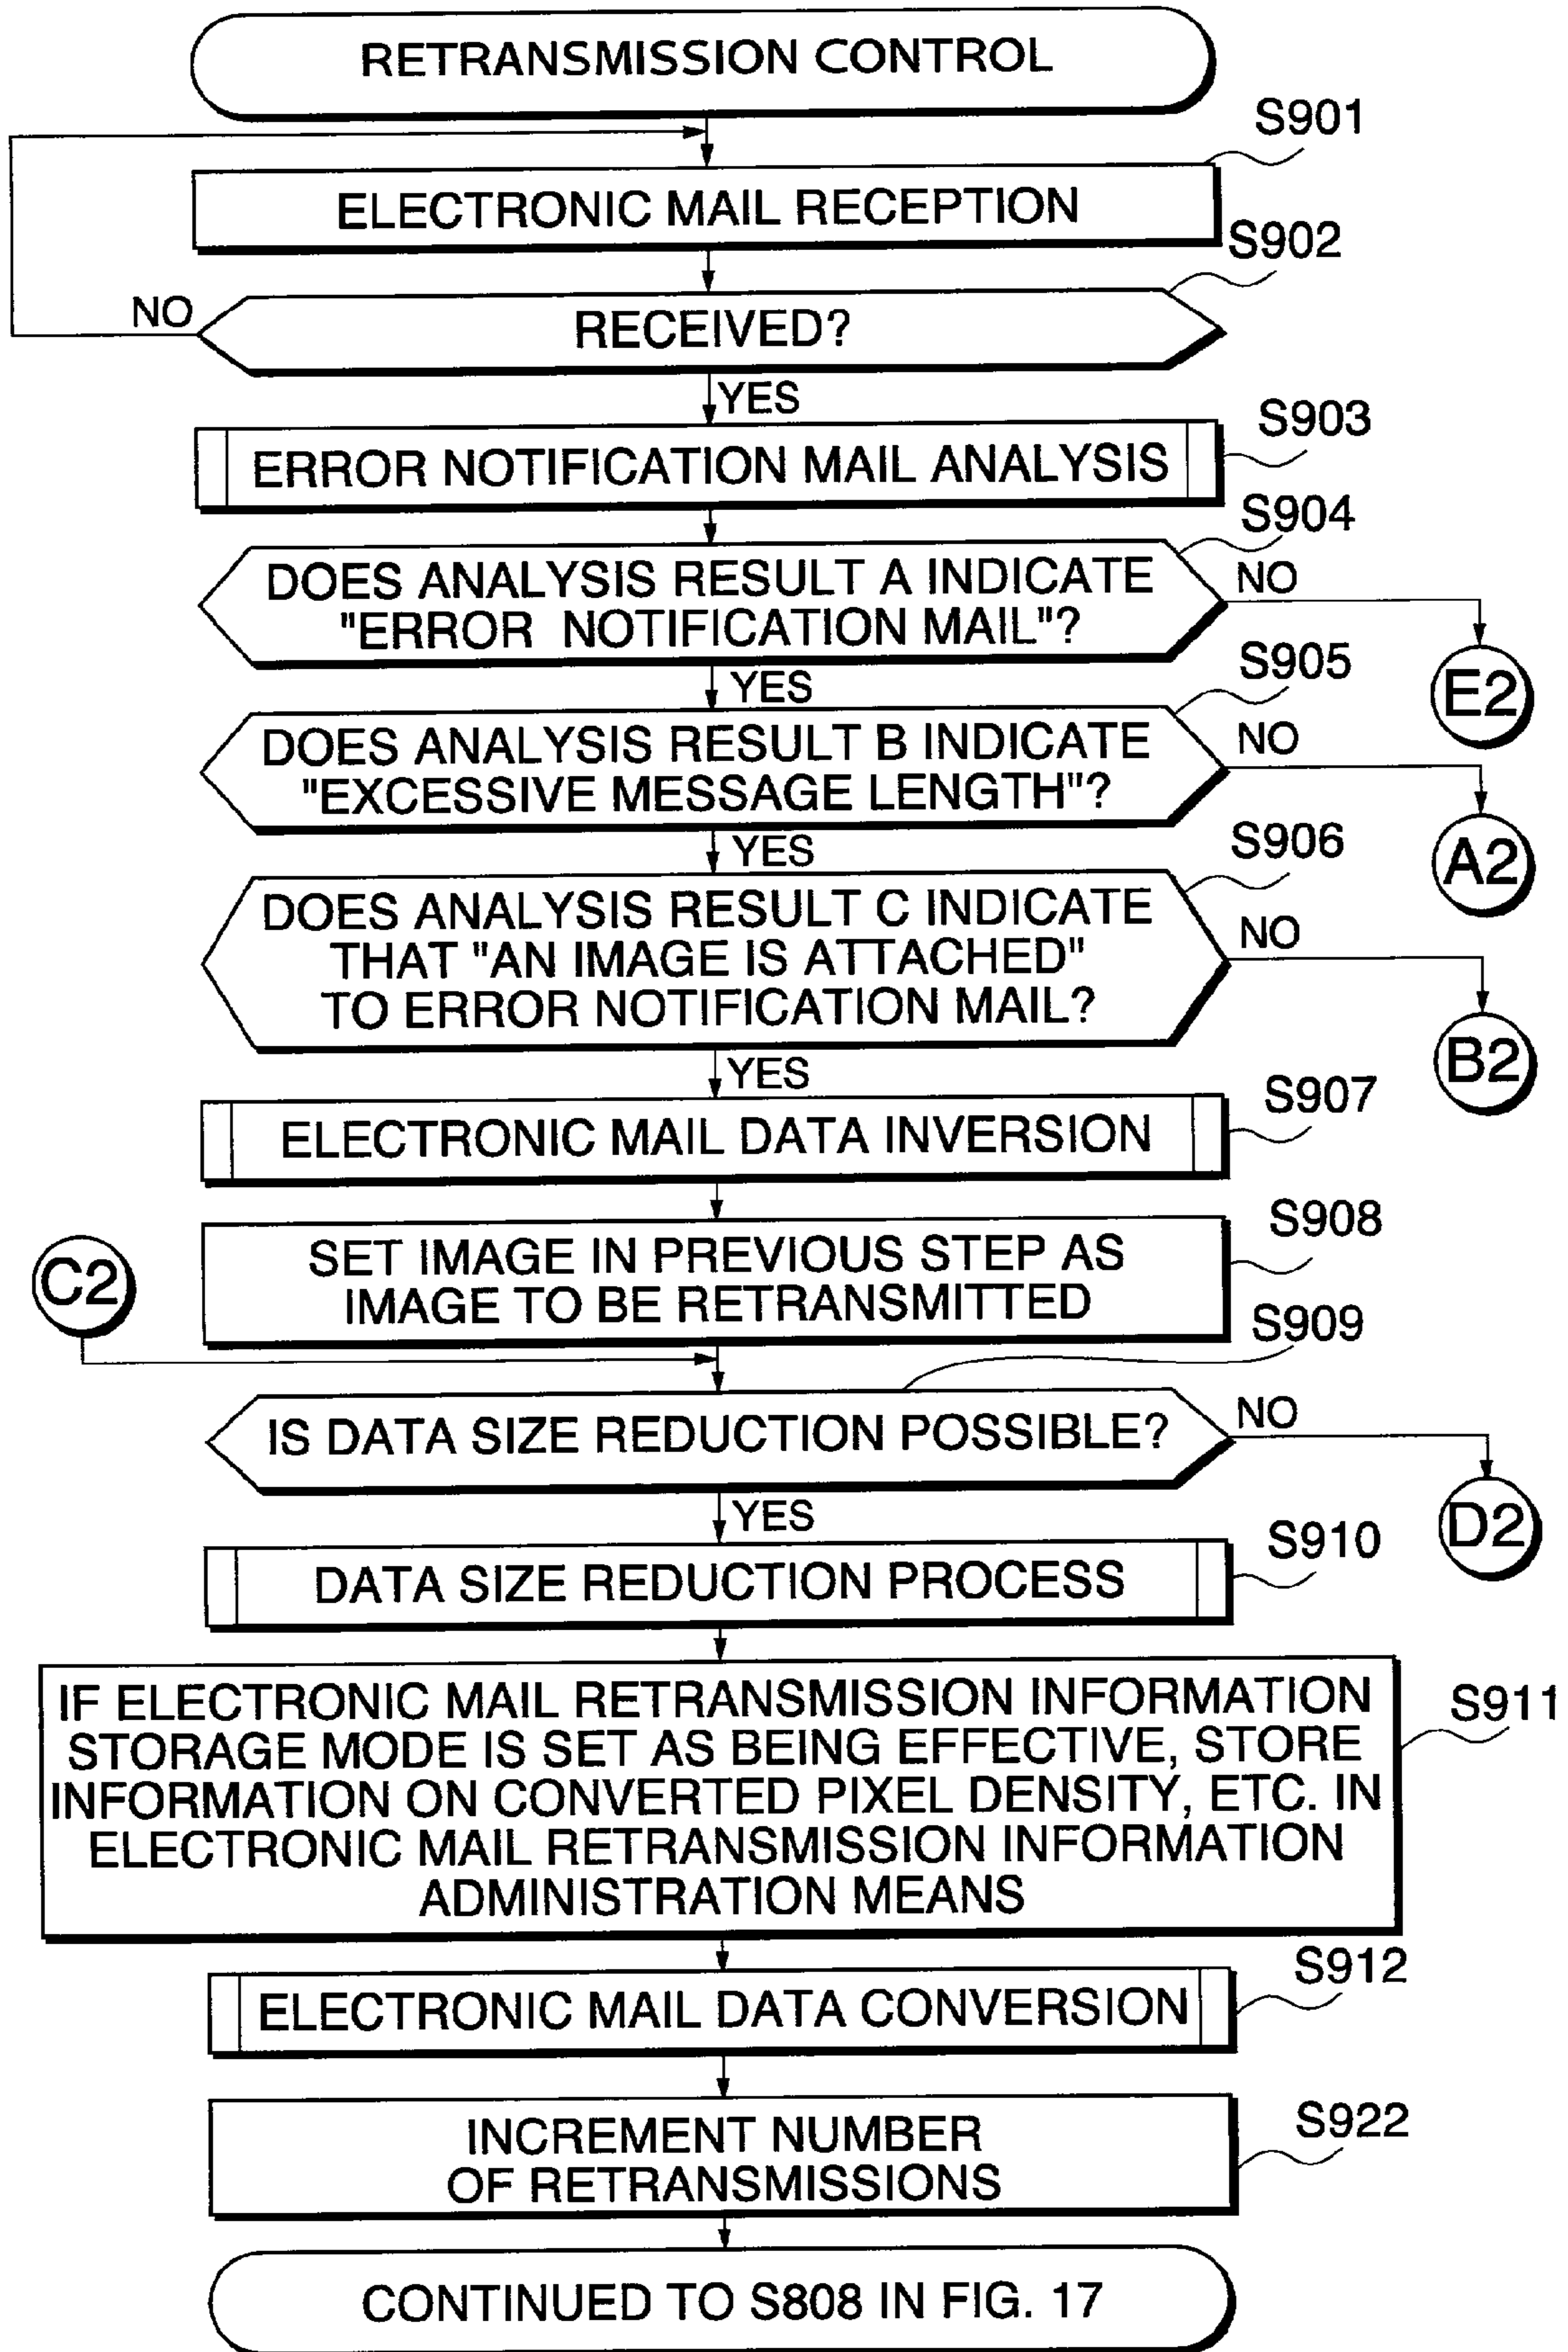 RETRANSMISSION CONTROL
S901
ELECTRONIC MAIL RECEPTION
S902
NO
RECEIVED?
YES
S903
ERROR NOTIFICATION MAIL ANALYSIS
S904
DOES ANALYSIS RESULT A INDICATE
"ERROR NOTIFICATION MAIL"?
NO
E2
YES
S905
DOES ANALYSIS RESULT B INDICATE
"EXCESSIVE MESSAGE LENGTH"?
NO
A2
YES
S906
DOES ANALYSIS RESULT C INDICATE
THAT "AN IMAGE IS ATTACHED"
TO ERROR NOTIFICATION MAIL?
NO
B2
YES
S907
ELECTRONIC MAIL DATA INVERSION
S908
SET IMAGE IN PREVIOUS STEP AS
IMAGE TO BE RETRANSMITTED
C2
S909
IS DATA SIZE REDUCTION POSSIBLE?
NO
D2
YES
S910
DATA SIZE REDUCTION PROCESS
S911
IF ELECTRONIC MAIL RETRANSMISSION INFORMATION
STORAGE MODE IS SET AS BEING EFFECTIVE, STORE
INFORMATION ON CONVERTED PIXEL DENSITY, ETC. IN
ELECTRONIC MAIL RETRANSMISSION INFORMATION
ADMINISTRATION MEANS
S912
ELECTRONIC MAIL DATA CONVERSION
S922
INCREMENT NUMBER
OF RETRANSMISSIONS
CONTINUED TO S808 IN FIG. 17